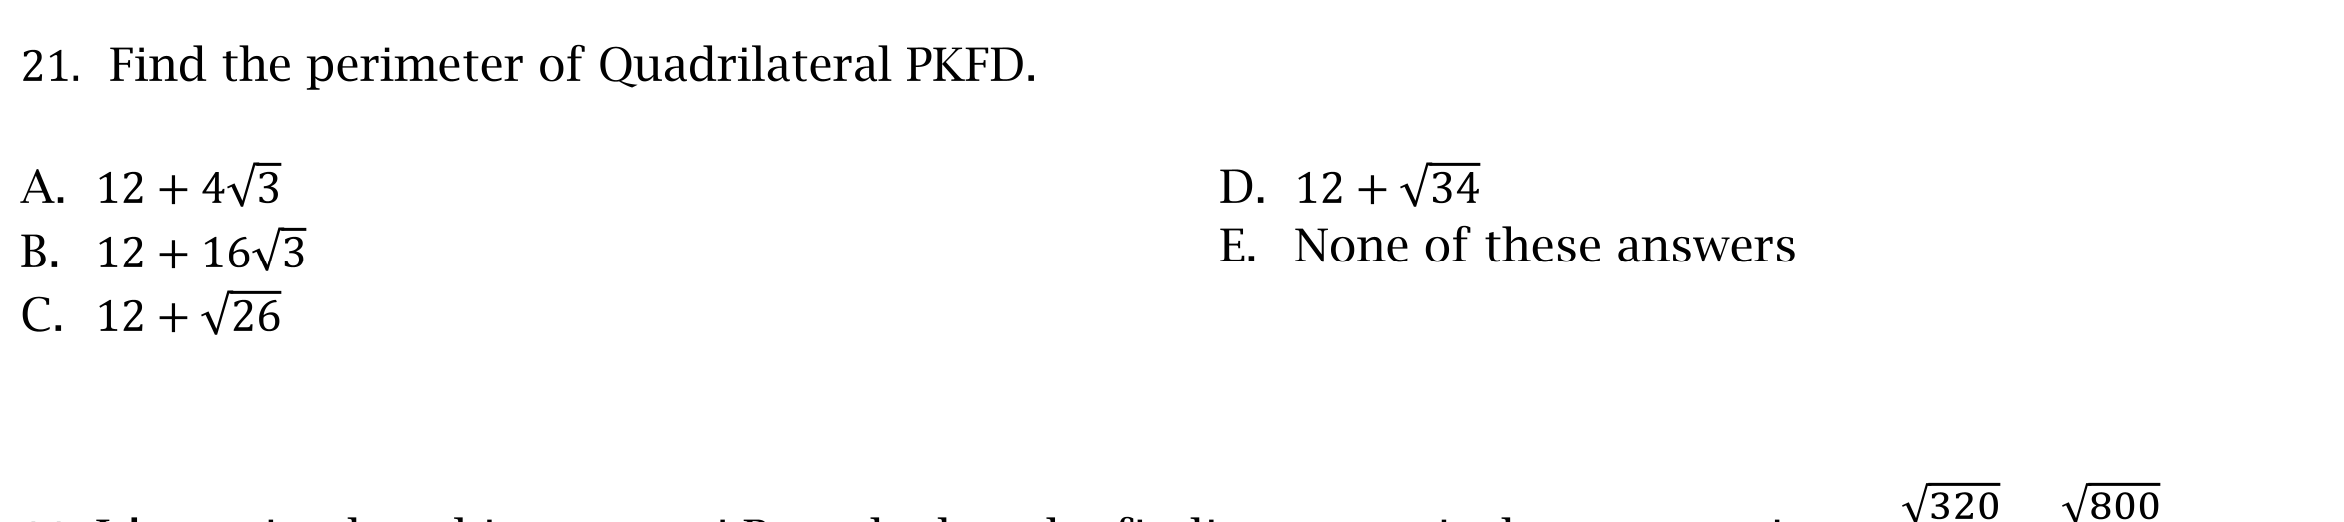 21. Find the perimeter of Quadrilateral PKFD.
A. 12 + 4√3
B. 12 + 16√3
C. 12 + √26
D. 12 + √34
E. None of these answers
√320 √800